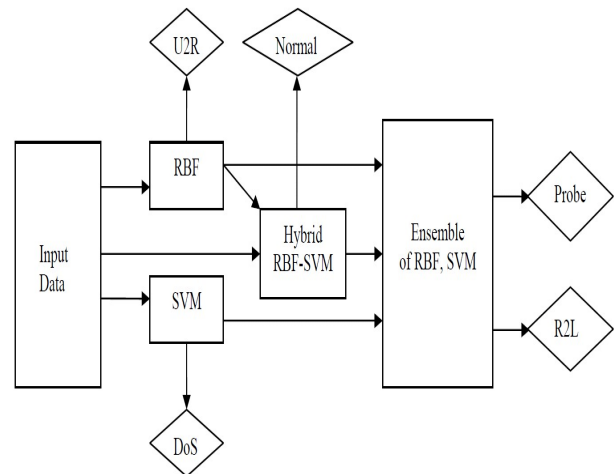 U2R
Normal
RBF
Input
Data
Hybrid
RBF-SVM
SVM
DoS
Ensemble
of RBF, SVM
Probe
R2L